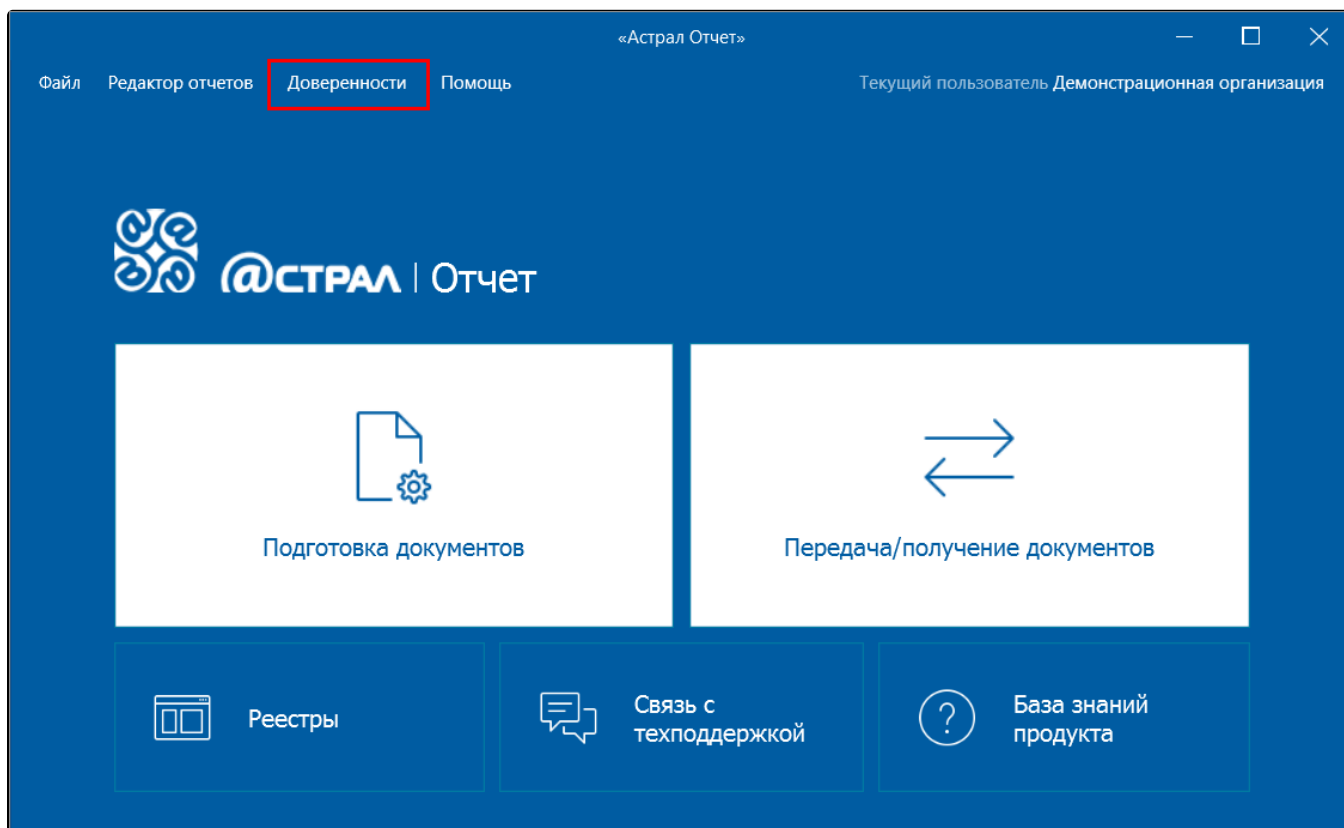 «Астрал Отчет»
Файл Редактор отчетов Доверенности Помощь Текущий пользователь Демонстрационная организация
@СТРАЛ | Отчет
Подготовка документов
Передача/получение документов
Реестры
Связь с
техподдержкой
База знаний
продукта